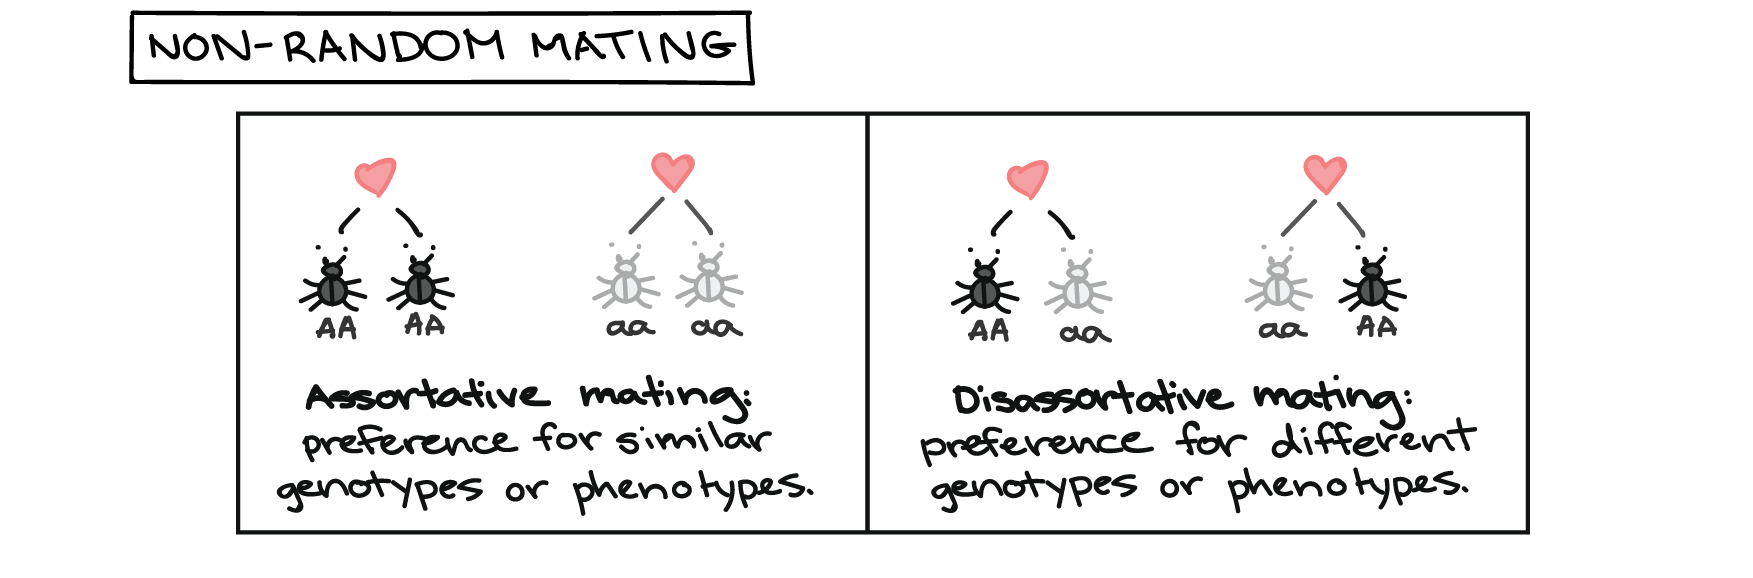 NON-RANDOM MATING
AA AA aa aa
Assortative mating:
preference for similar
genotypes or phenotypes.
AA aa aa AA
Disassortative mating:
preference for different
genotypes or phenotypes.